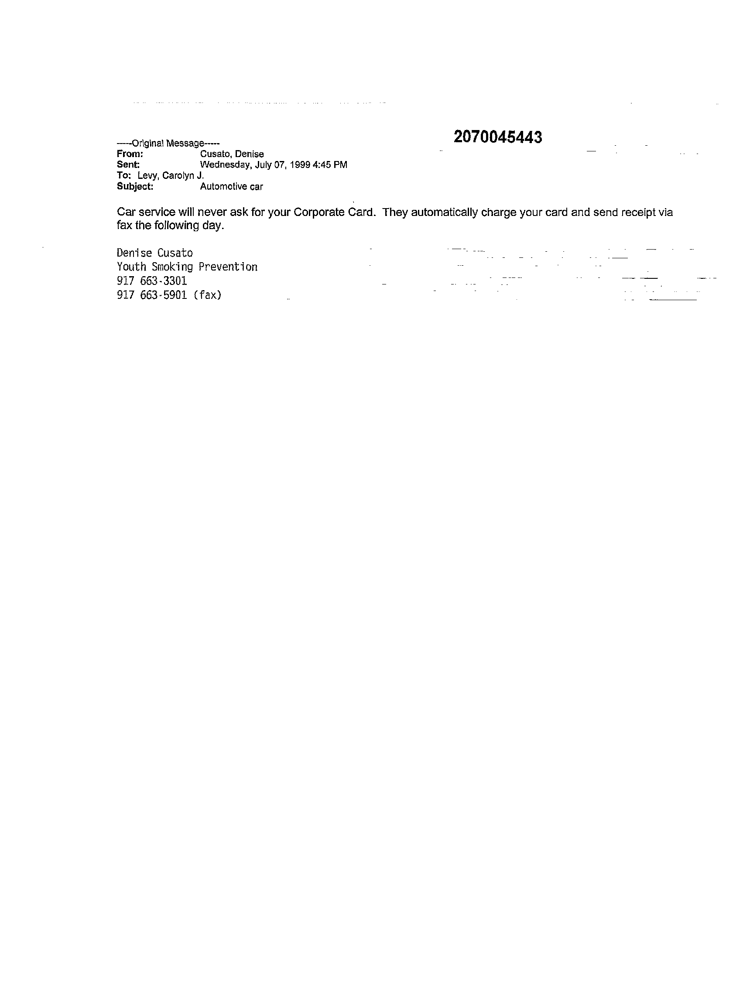 2070045443
-----Original Message-----
From: Cusato, Denise
Sent: Wednesday, July 07, 1999 4:45 PM
To: Levy, Carolyn J.
Subject: Automotive car
Car service will never ask for your Corporate Card. They automatically charge your card and send receipt via
fax the following day.
Denise Cusato
Youth Smoking Prevention
917 663-3301
917 663-5901 (fax)